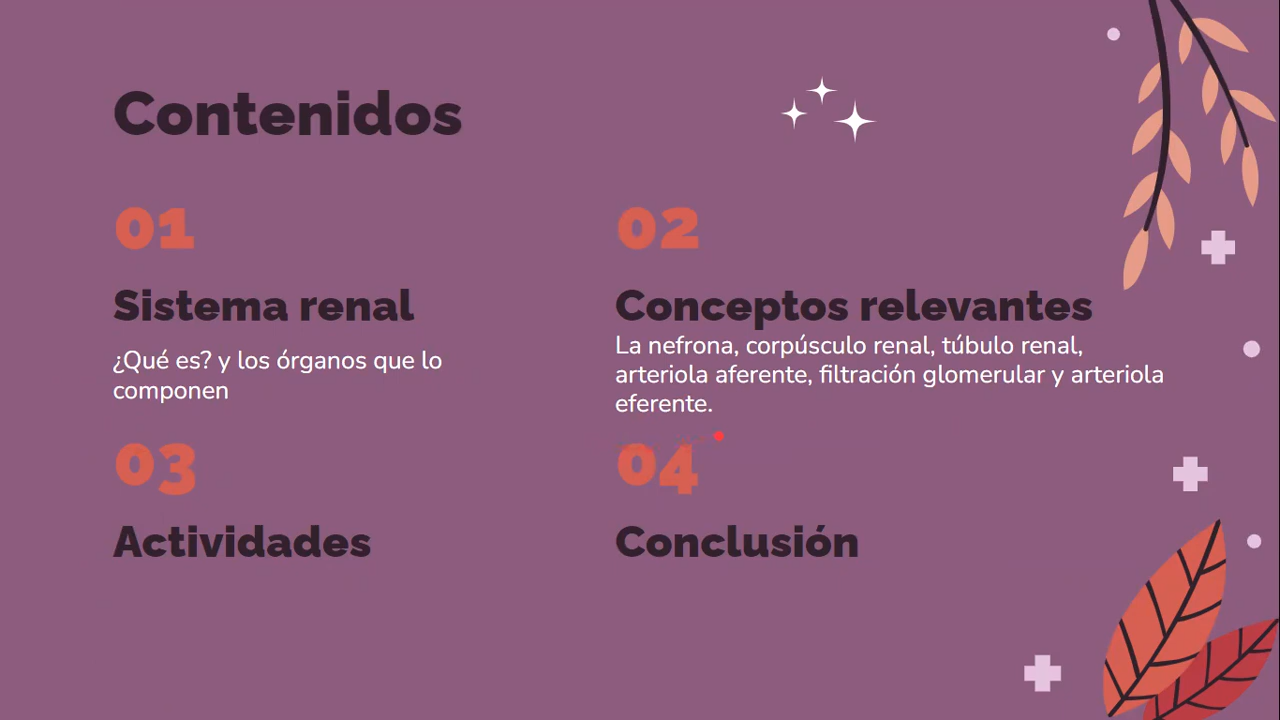 Contenidos
01
Sistema renal
¿Qué es? y los órganos que lo
componen
02
Conceptos relevantes
La nefrona, corpúsculo renal, túbulo renal,
arteriola aferente, filtración glomerular y arteriola
eferente.
03
Actividades
04
Conclusión